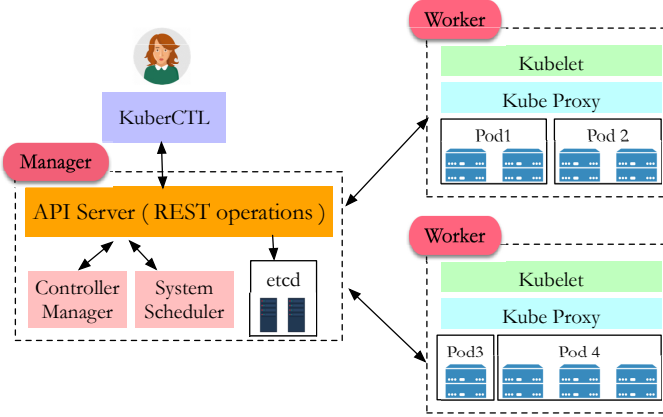 KuberCTL
Manager
API Server ( REST operations )
Controller
Manager
System
Scheduler
etcd
Worker
Kubelet
Kube Proxy
Pod1
Pod 2
Worker
Kubelet
Kube Proxy
Pod3
Pod 4